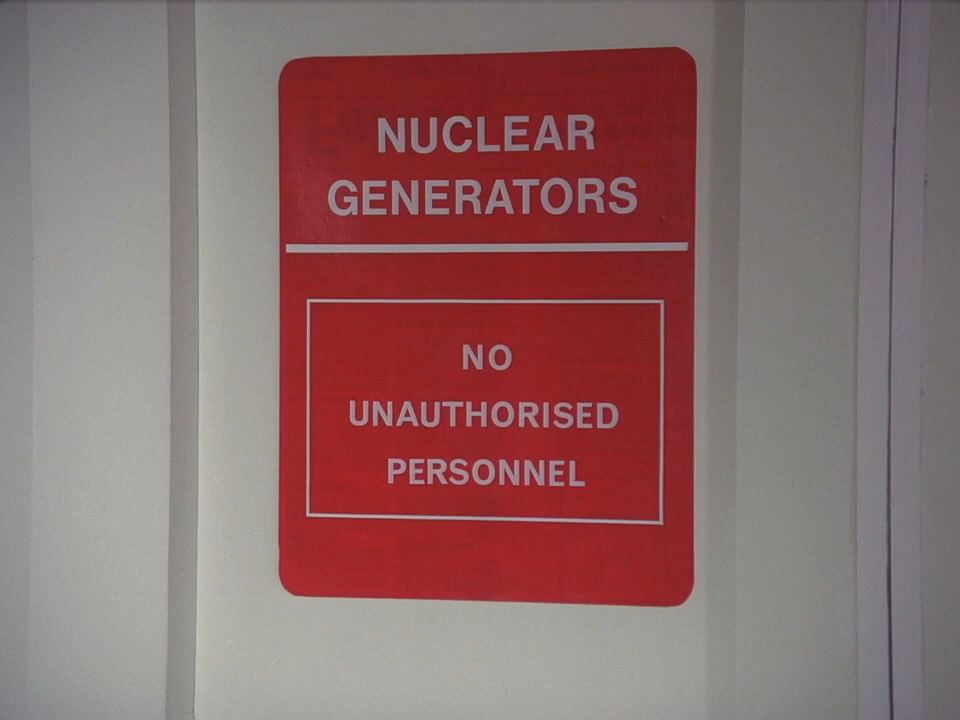 NUCLEAR
GENERATORS
NO
UNAUTHORISED
PERSONNEL